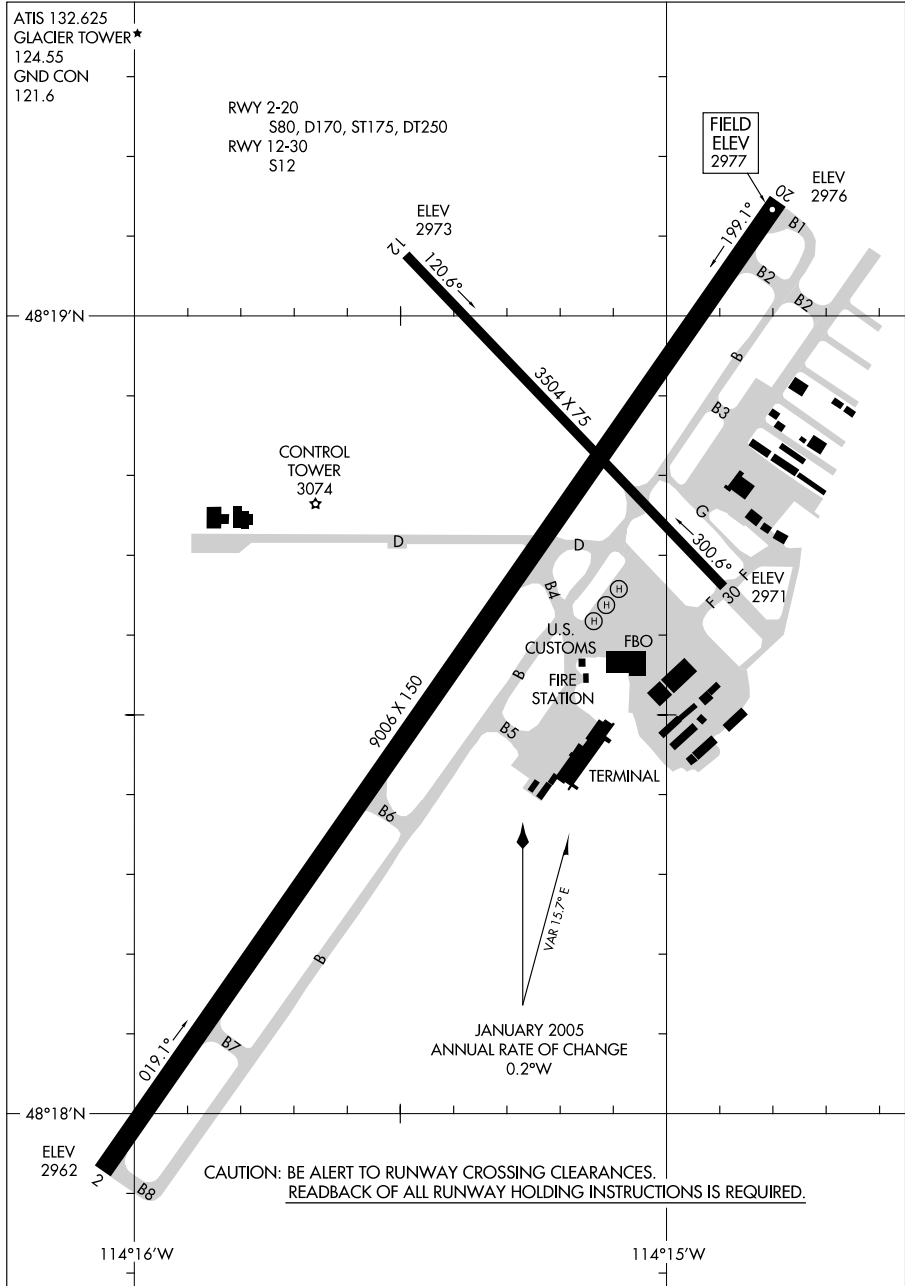 ATIS 132.625
GLACIER TOWER
124.55
GND CON
121.6
RWY 2-20
S80, D170, ST175, DT250
RWY 12-30
S12
FIELD
ELEV
2977
ELEV
2976
20
B1
199.1°
ELEV
2973
12
120.6°
B2
B2
48°19'N
B
3504 X 75
B3
CONTROL
TOWER
3074
G
D
D
300.6°
F
F
30
ELEV
2971
B4
H
H
H
U.S.
CUSTOMS
FBO
FIRE
STATION
B
9006 X 150
B5
TERMINAL
B6
VAR 15.7° E
B
JANUARY 2005
ANNUAL RATE OF CHANGE
0.2°W
019.1°
B7
48°18'N
ELEV
2962
2
B8
CAUTION: BE ALERT TO RUNWAY CROSSING CLEARANCES.
READBACK OF ALL RUNWAY HOLDING INSTRUCTIONS IS REQUIRED.
114°16'W
114°15'W